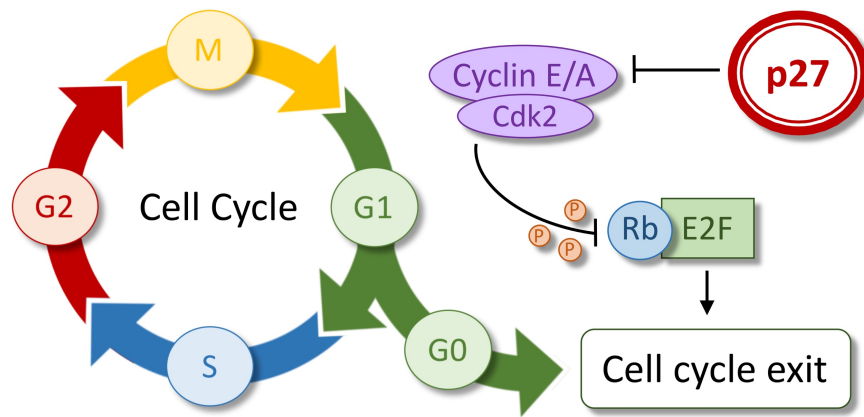 M
G2
Cell Cycle
G1
S
G0
Cyclin E/A
Cdk2
p27
P
P
P
Rb
E2F
Cell cycle exit